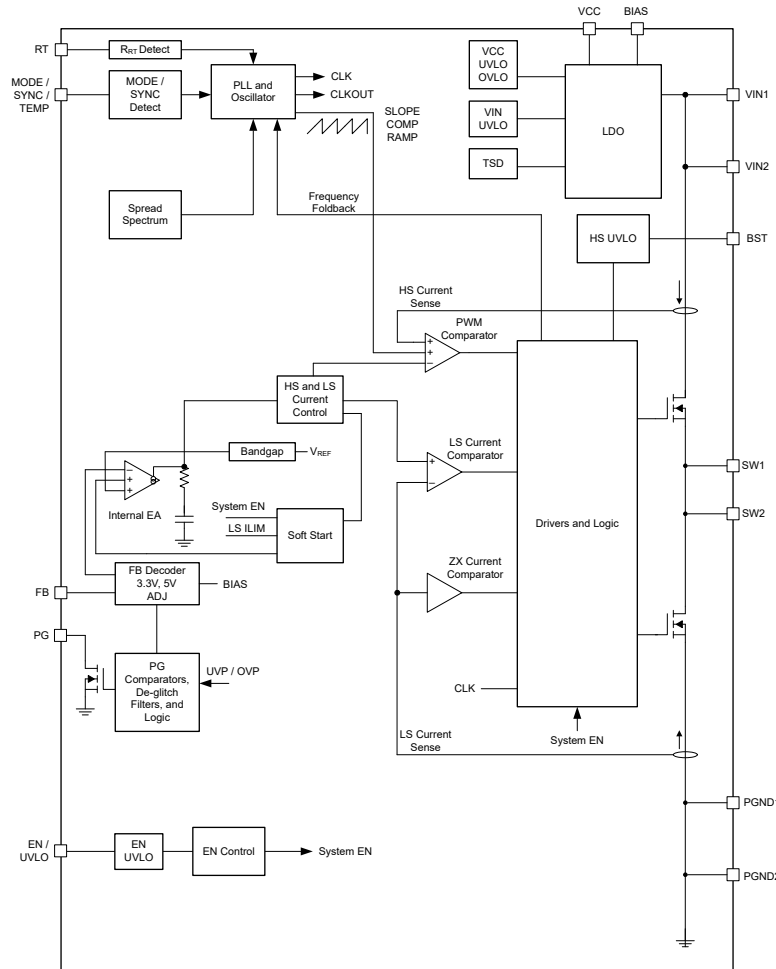 VCC
BIAS
RT
RRT Detect
MODE /
SYNC /
TEMP
MODE /
SYNC
Detect
PLL and
Oscillator
CLK
CLKOUT
SLOPE
COMP
RAMP
VCC
UVLO
OVLO
VIN
UVLO
TSD
LDO
VIN1
VIN2
Spread
Spectrum
Frequency
Foldback
HS UVLO
BST
HS Current
Sense
PWM
Comparator
+
+
−
HS and LS
Current
Control
Bandgap
VREF
−
+
+
Internal EA
System EN
LS ILIM
Soft Start
LS Current
Comparator
+
−
Drivers and Logic
SW1
SW2
ZX Current
Comparator
FB Decoder
3.3V, 5V
ADJ
BIAS
FB
PG
PG
Comparators,
De-glitch
Filters, and
Logic
UVP / OVP
CLK
System EN
LS Current
Sense
PGND1
PGND2
EN /
UVLO
EN
UVLO
EN Control
System EN